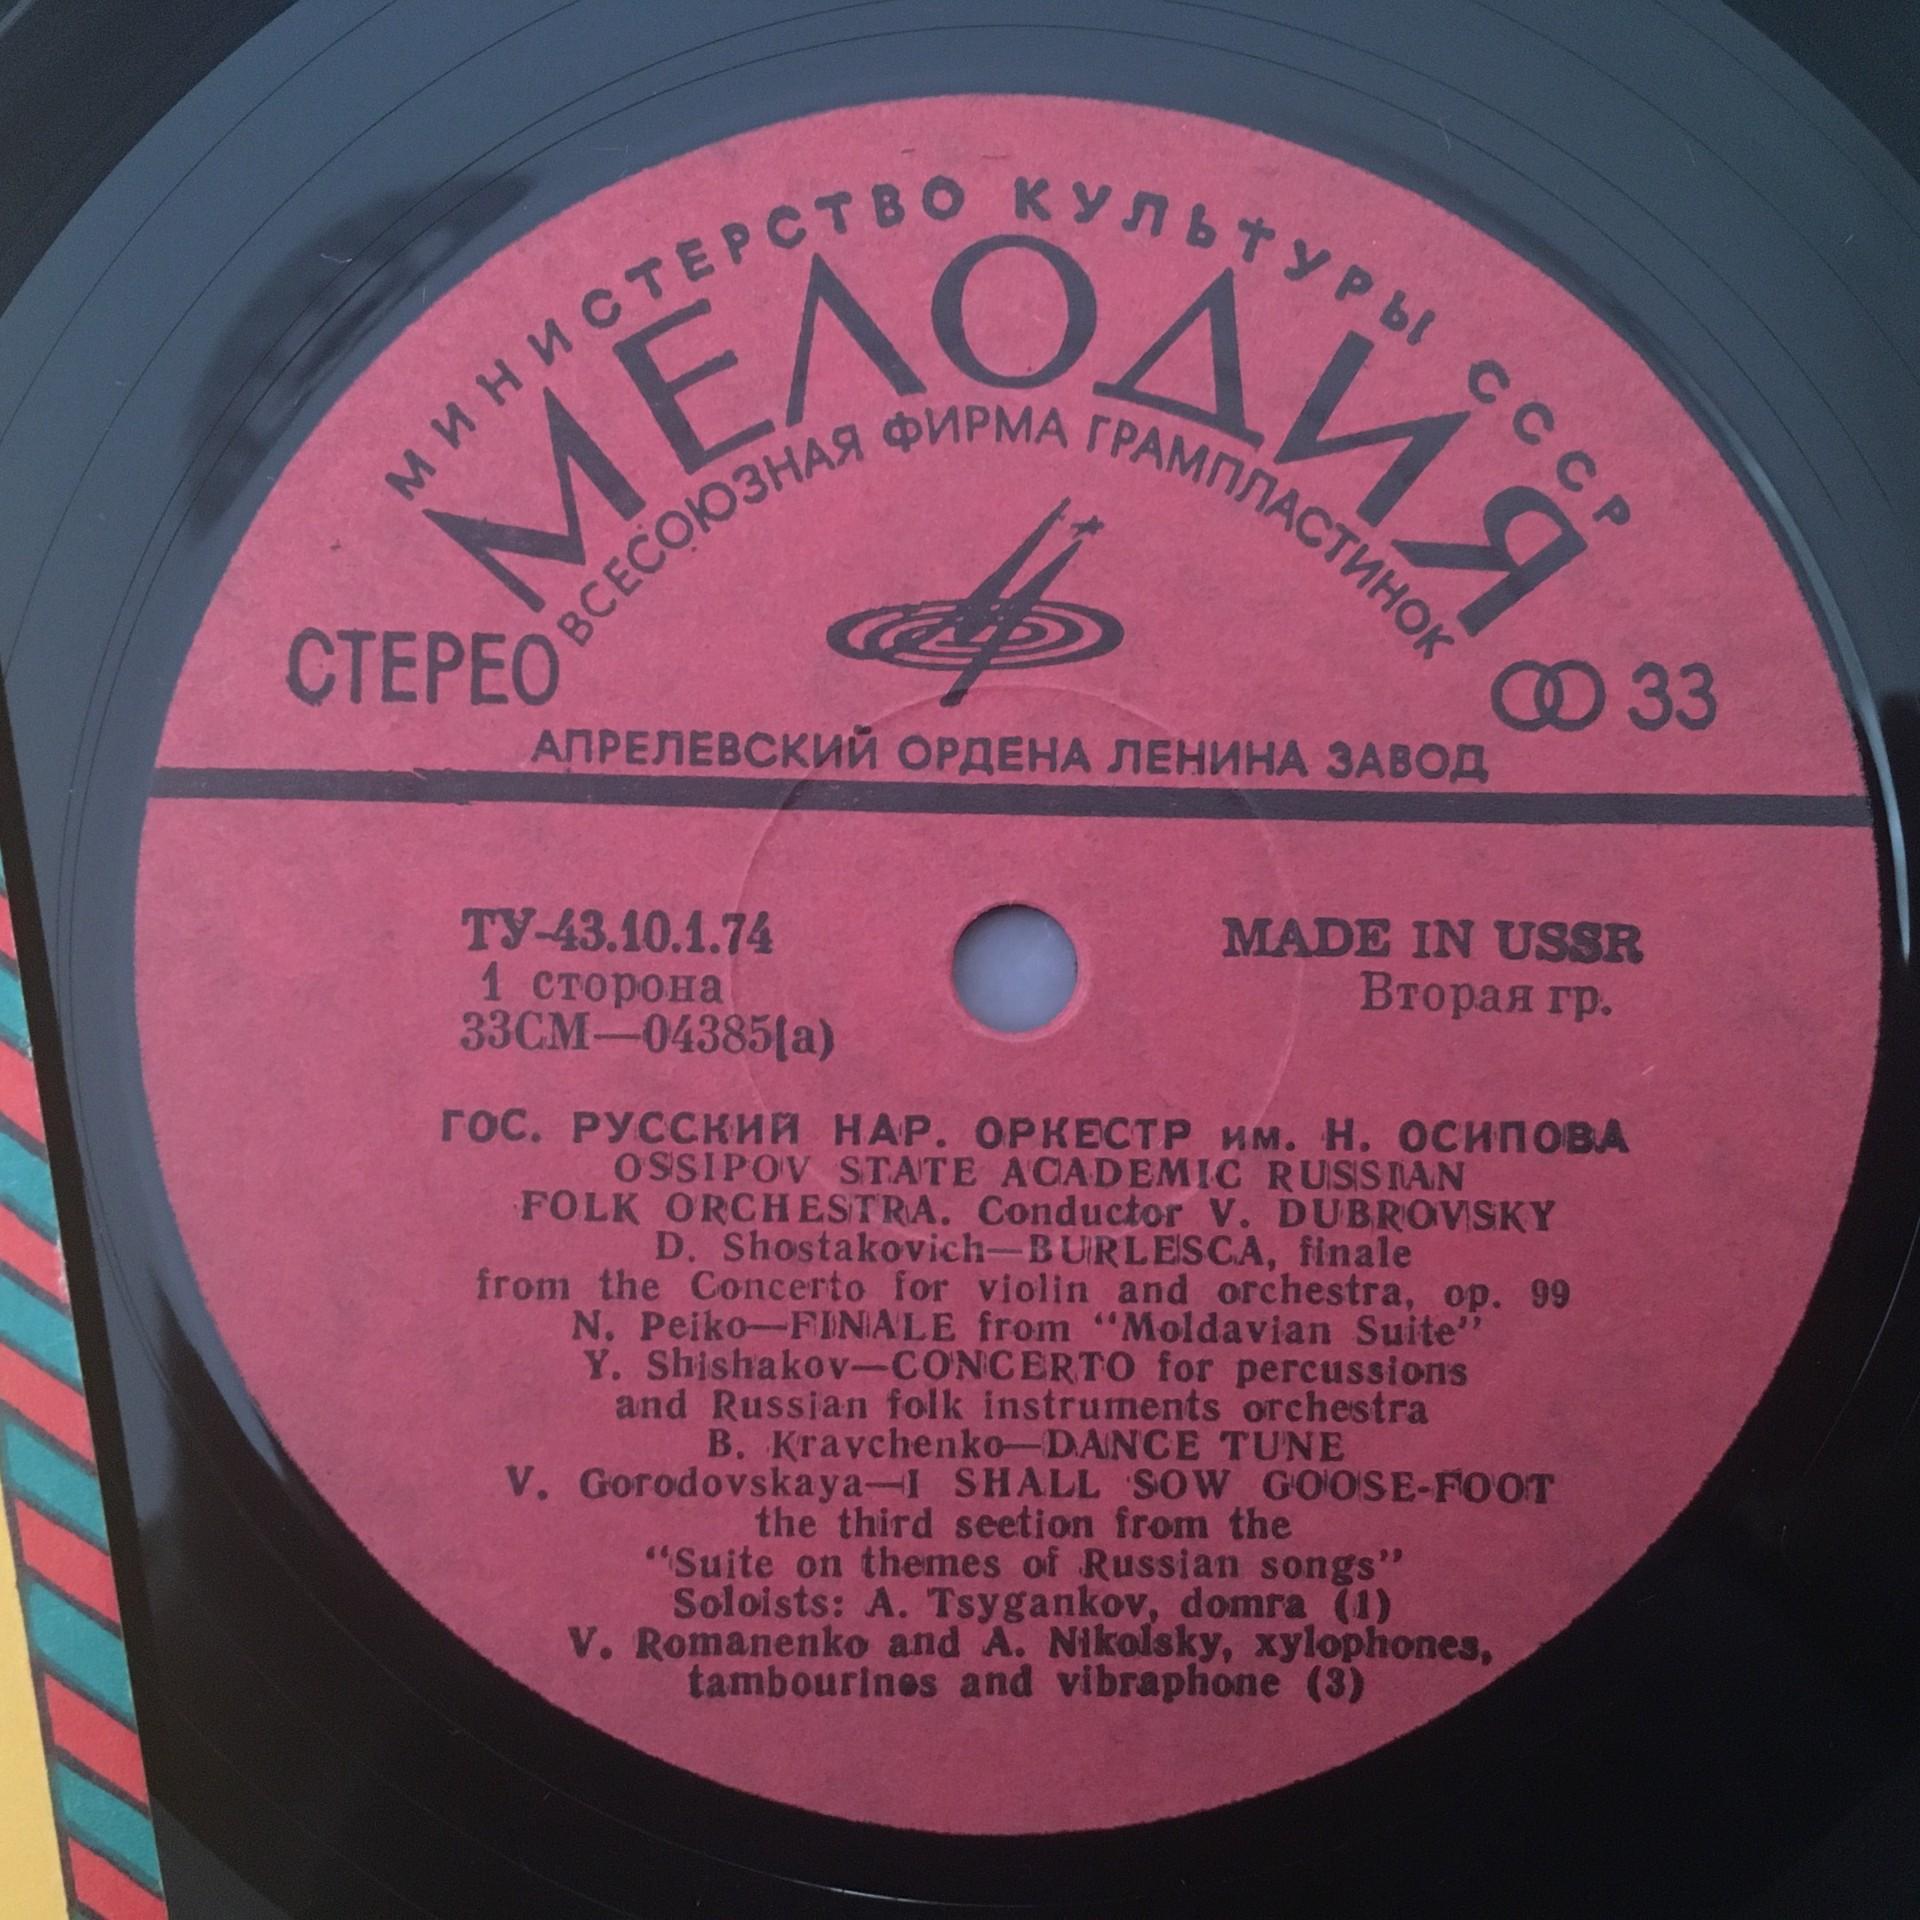 МИНИСТЕРСТВО КУЛЬТУРЫ СССР
МЕЛОДИЯ
ВСЕСОЮЗНАЯ ФИРМА ГРАМПЛАСТИНОК
СТЕРЕО
33
АПРЕЛЕВСКИЙ ОРДЕНА ЛЕНИНА ЗАВОД
ТУ-43.10.1.74
1 сторона
33СМ—04385(а)
MADE IN USSR
Вторая гр.
ГОС. РУССКИЙ НАР. ОРКЕСТР им. Н. ОСИПОВА
OSSIPOV STATE ACADEMIC RUSSIAN
FOLK ORCHESTRA. Conductor V. DUBROVSKY
D. Shostakovich—BURLESCA, finale
from the Concerto for violin and orchestra, op. 99
N. Peiko—FINALE from “Moldavian Suite”
Y. Shishakov—CONCERTO for percussions
and Russian folk instruments orchestra
B. Kravchenko—DANCE TUNE
V. Gorodovskaya—I SHALL SOW GOOSE-FOOT
the third seetion from the
“Suite on themes of Russian songs”
Soloists: A. Tsygankov, domra (1)
V. Romanenko and A. Nikolsky, xylophones,
tambourines and vibraphone (3)